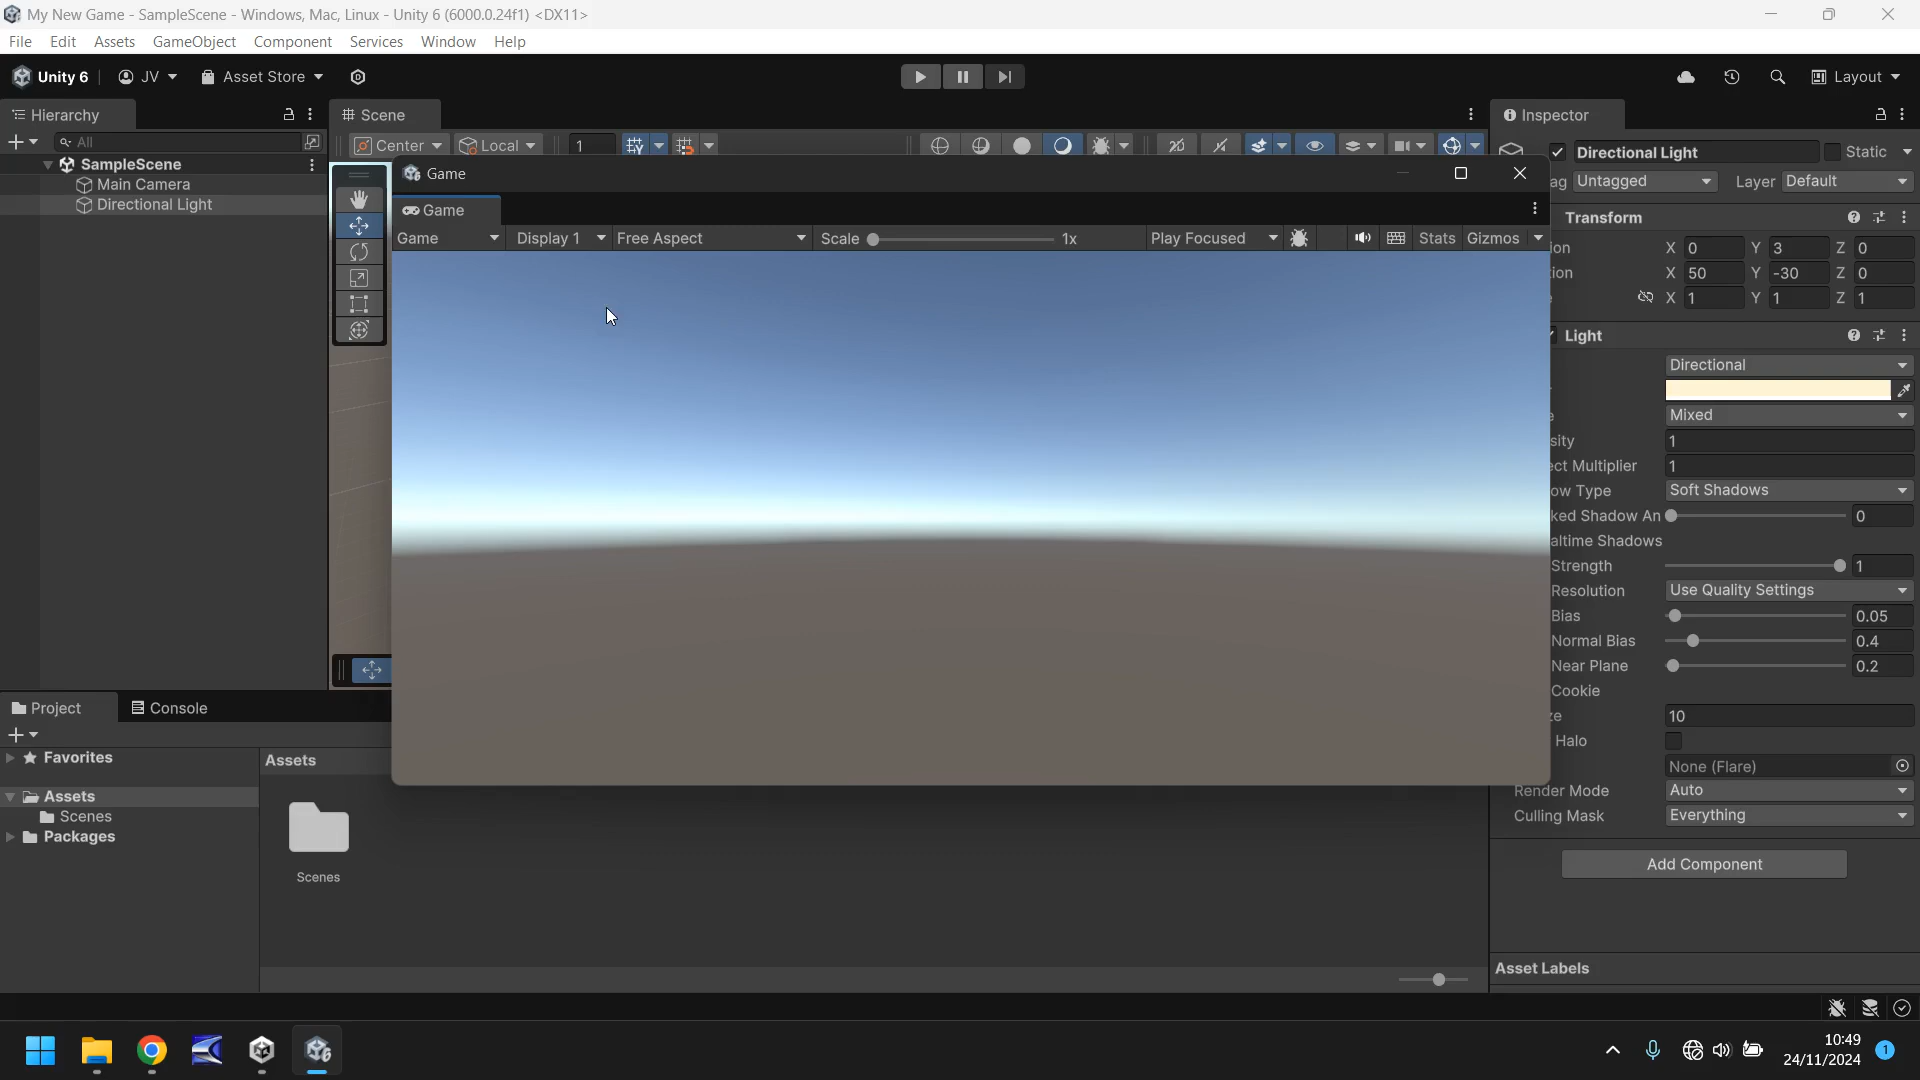 My New Game - SampleScene - Windows, Mac, Linux - Unity 6 (6000.0.24f1) <DX11>
File Edit Assets GameObject Component Services Window Help
Unity 6 JV Asset Store Layout
Hierarchy
All
SampleScene
Main Camera
Directional Light
Scene
Center Local 1
Game
Game
Game Display 1 Free Aspect Scale 1x Play Focused Stats Gizmos
Inspector
Directional Light Static
ag Untagged Layer Default
Transform
ion X 0 Y 3 Z 0
ion X 50 Y -30 Z 0
e X 1 Y 1 Z 1
Light
Directional
e Mixed
sity 1
ect Multiplier 1
ow Type Soft Shadows
ked Shadow An 0
altime Shadows
Strength 1
Resolution Use Quality Settings
Bias 0.05
Normal Bias 0.4
Near Plane 0.2
Cookie
ze 10
Halo
None (Flare)
Render Mode Auto
Culling Mask Everything
Add Component
Asset Labels
Project Console
Favorites
Assets
Scenes
Packages
Assets
Scenes
10:49
24/11/2024 1